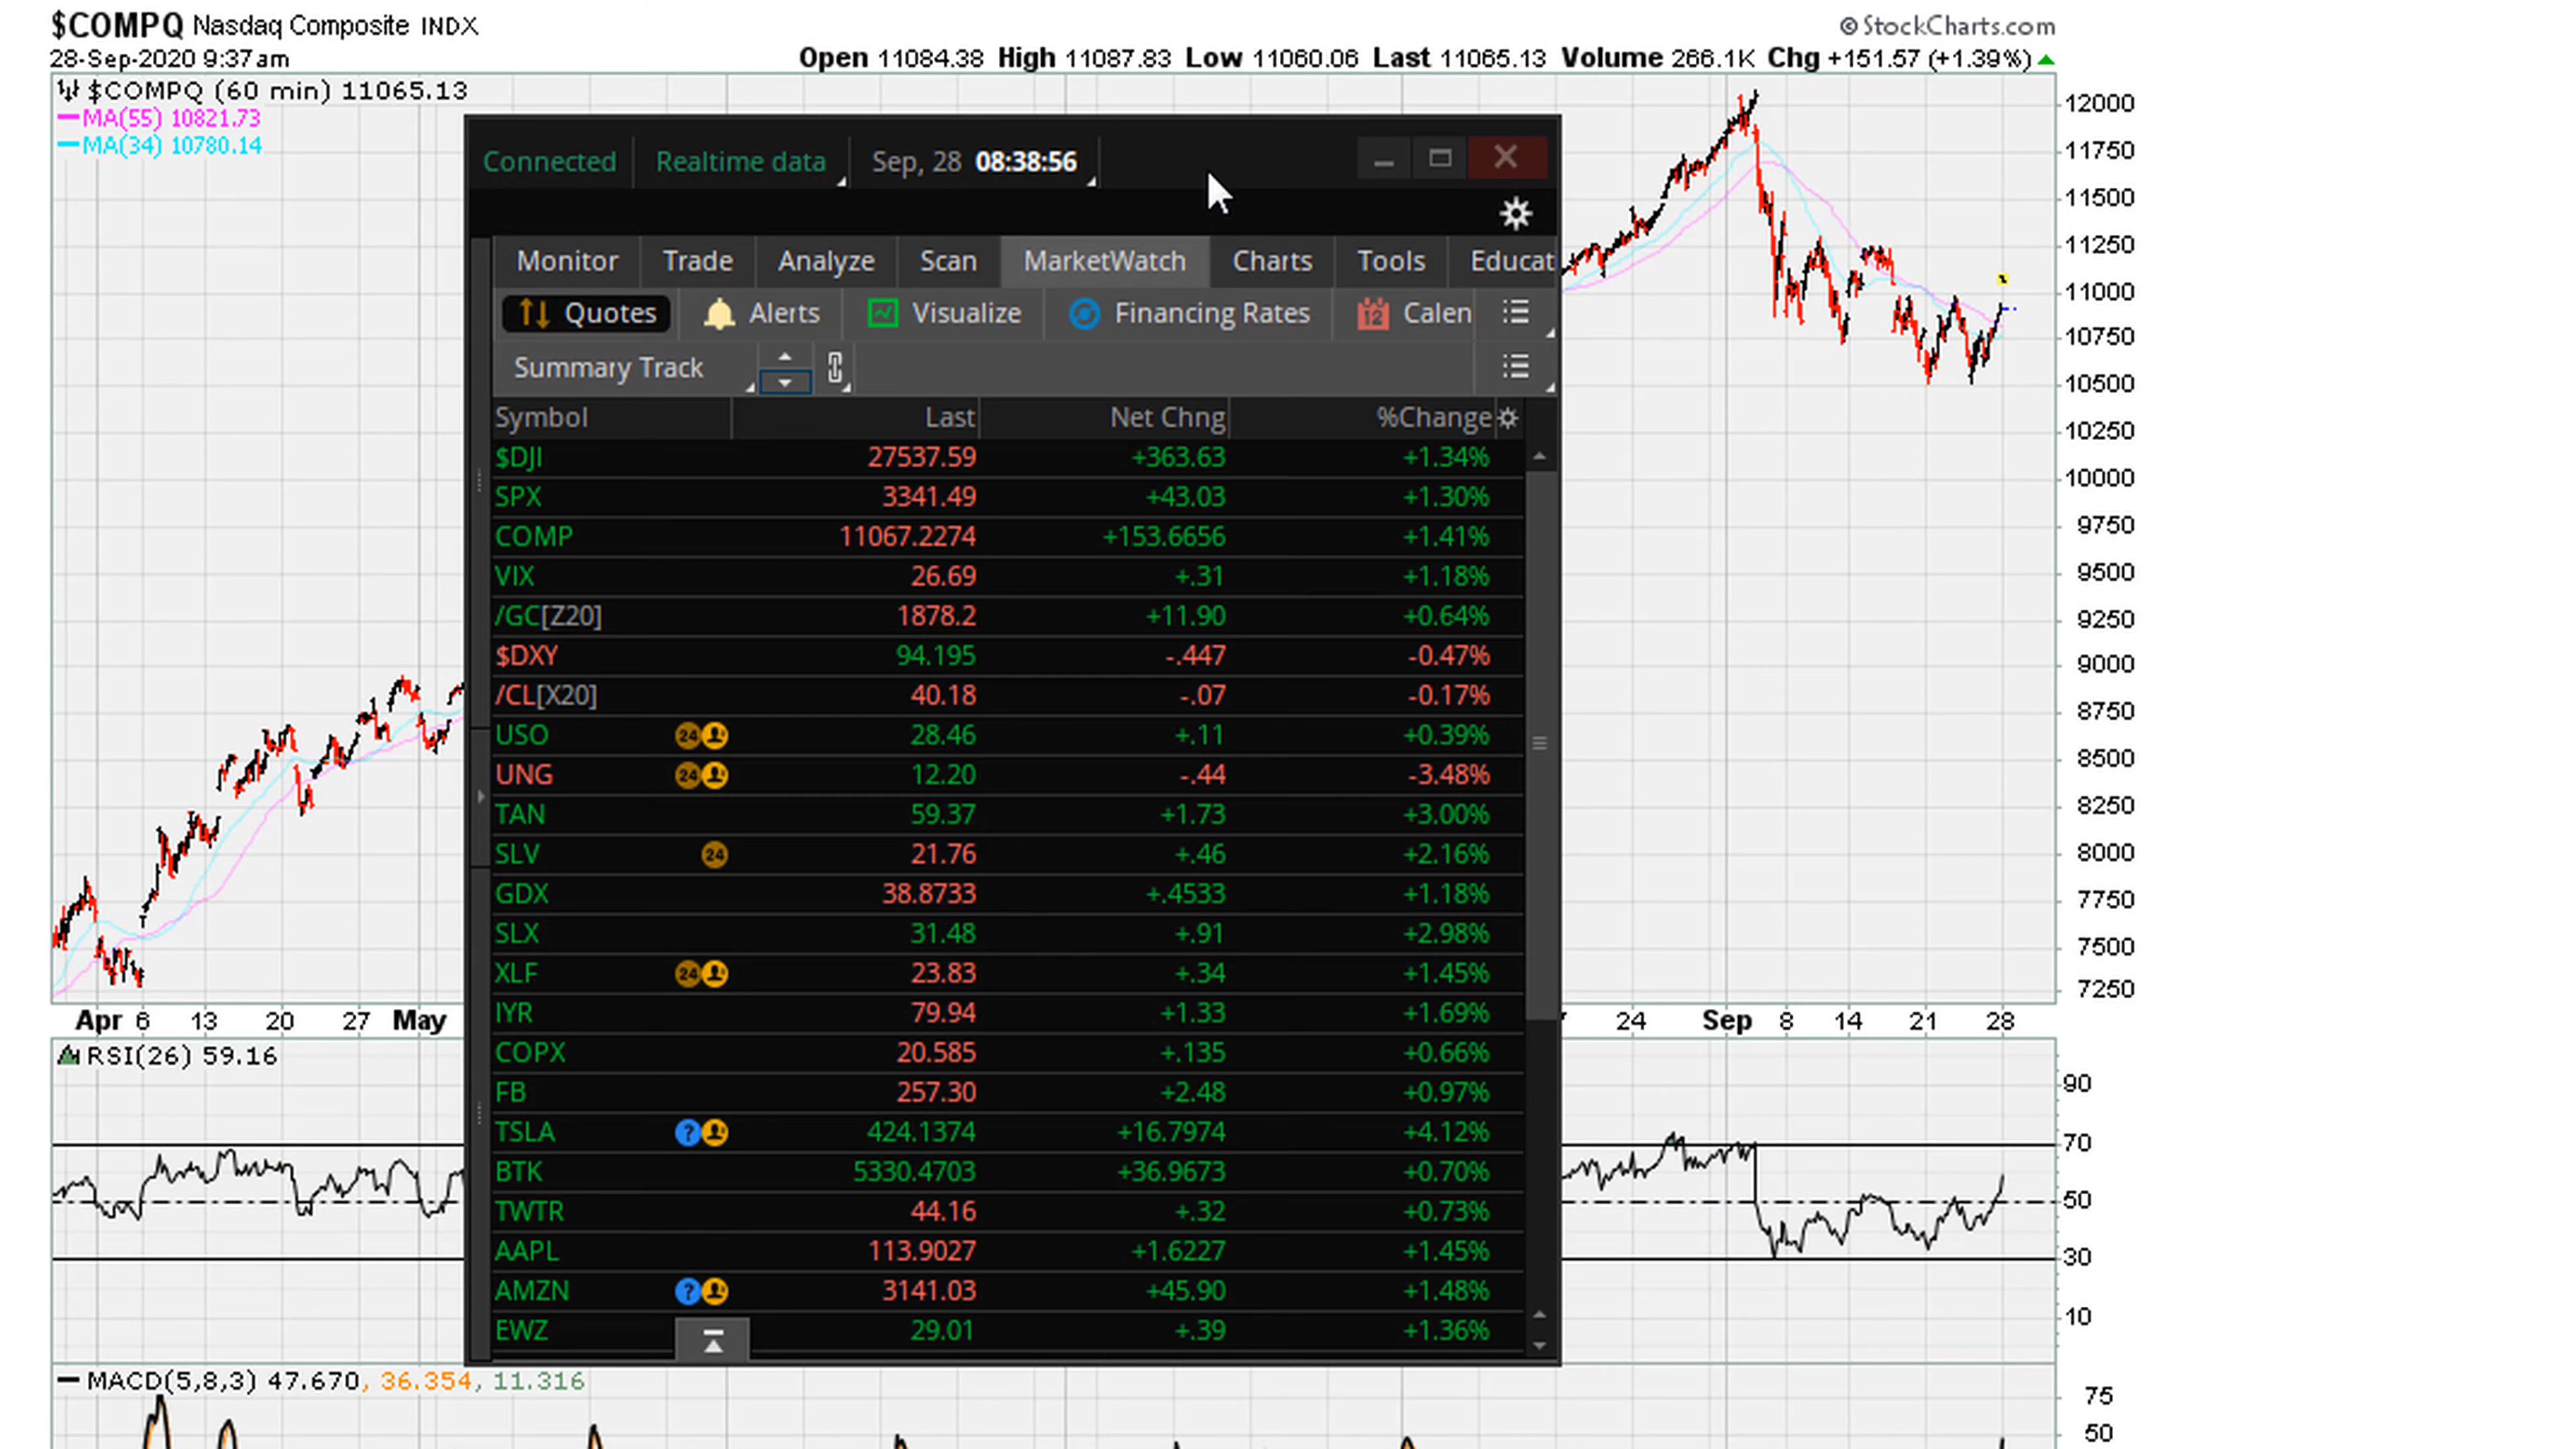 $COMPQ Nasdaq Composite INDX
© StockCharts.com
28-Sep-2020 9:37am
Open 11084.38 High 11087.83 Low 11060.06 Last 11065.13 Volume 266.1K Chg +151.57 (+1.39%)
$COMPQ (60 min) 11065.13
MA(55) 10821.73
MA(34) 10780.14
Connected Realtime data Sep, 28 08:38:56
Monitor Trade Analyze Scan MarketWatch Charts Tools Educat
Quotes Alerts Visualize 12 Financing Rates Calen
Summary Track
Symbol Last Net Chng %Change
$DJI 27537.59 +363.63 +1.34%
SPX 3341.49 +43.03 +1.30%
COMP 11067.2274 +153.6656 +1.41%
VIX 26.69 +.31 +1.18%
/GC[Z20] 1878.2 +11.90 +0.64%
$DXY 94.195 -.447 -0.47%
/CL[X20] 40.18 -.07 -0.17%
USO 24 28.46 +.11 +0.39%
UNG 24 12.20 -.44 -3.48%
TAN 59.37 +1.73 +3.00%
SLV 24 21.76 +.46 +2.16%
GDX 38.8733 +.4533 +1.18%
SLX 31.48 +.91 +2.98%
XLF 24 23.83 +.34 +1.45%
IYR 79.94 +1.33 +1.69%
COPX 20.585 +.135 +0.66%
FB 257.30 +2.48 +0.97%
TSLA ? 424.1374 +16.7974 +4.12%
BTK 5330.4703 +36.9673 +0.70%
TWTR 44.16 +.32 +0.73%
AAPL 113.9027 +1.6227 +1.45%
AMZN ? 3141.03 +45.90 +1.48%
EWZ 29.01 +.39 +1.36%
12000
11750
11500
11250
11000
10750
10500
10250
10000
9750
9500
9250
9000
8750
8500
8250
8000
7750
7500
7250
Apr 6 13 20 27 May 24 Sep 8 14 21 28
RSI(26) 59.16
90
70
50
30
10
MACD(5,8,3) 47.670, 36.354, 11.316
75
50